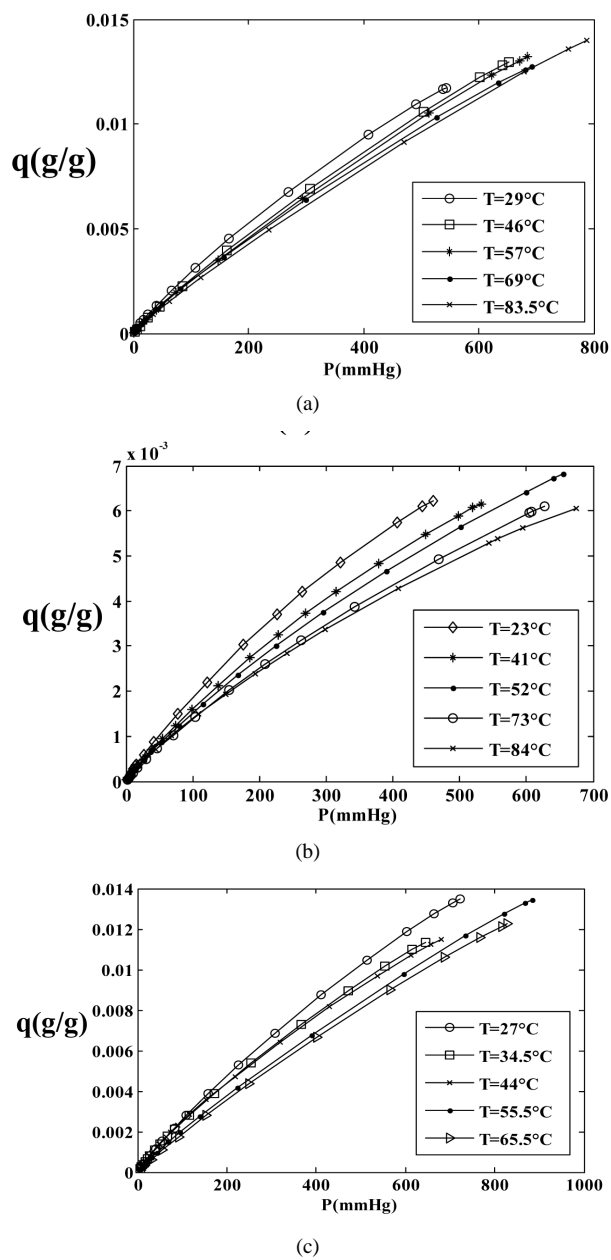 0.015
0.01
q(g/g)
0.005
0
0 200 400 600 800
P(mmHg)
T=29°C
T=46°C
T=57°C
T=69°C
T=83.5°C
(a)
x 10^-3
7
6
5
4
q(g/g)
3
2
1
0
0 100 200 300 400 500 600 700
P(mmHg)
T=23°C
T=41°C
T=52°C
T=73°C
T=84°C
(b)
0.014
0.012
0.01
0.008
q(g/g)
0.006
0.004
0.002
0
0 200 400 600 800 1000
P(mmHg)
T=27°C
T=34.5°C
T=44°C
T=55.5°C
T=65.5°C
(c)